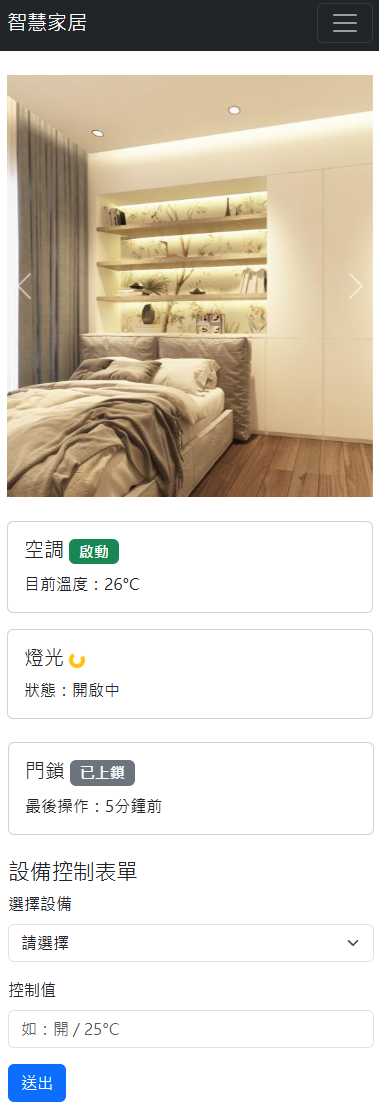 智慧家居
空調 啟動
目前溫度：26°C
燈光
狀態：開啟中
門鎖 已上鎖
最後操作：5分鐘前
設備控制表單
選擇設備
請選擇
控制值
如：開 / 25°C
送出